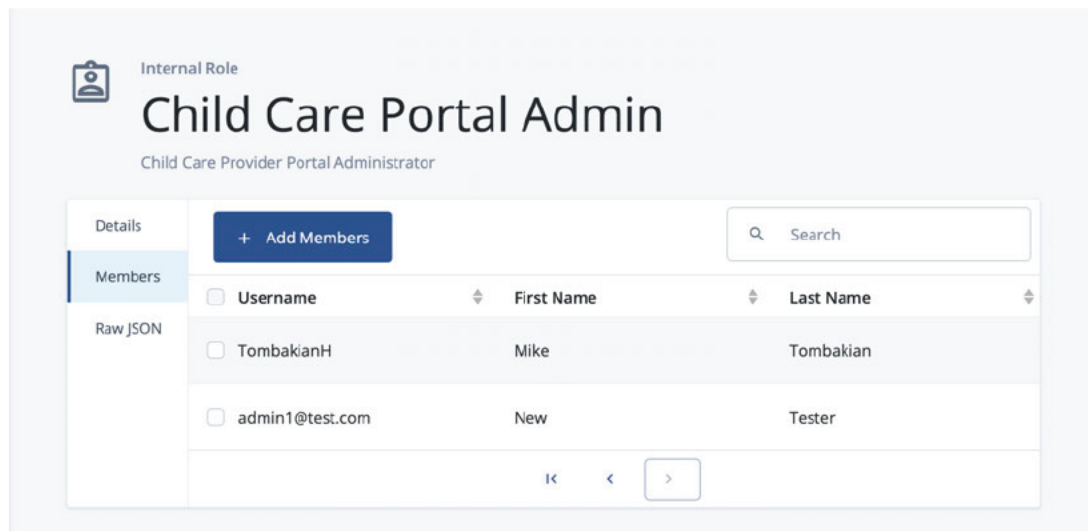 Internal Role
Child Care Portal Admin
Child Care Provider Portal Administrator
Details
Members
Raw JSON
+ Add Members
Search
Username First Name Last Name
TombakianH Mike Tombakian
admin1@test.com New Tester